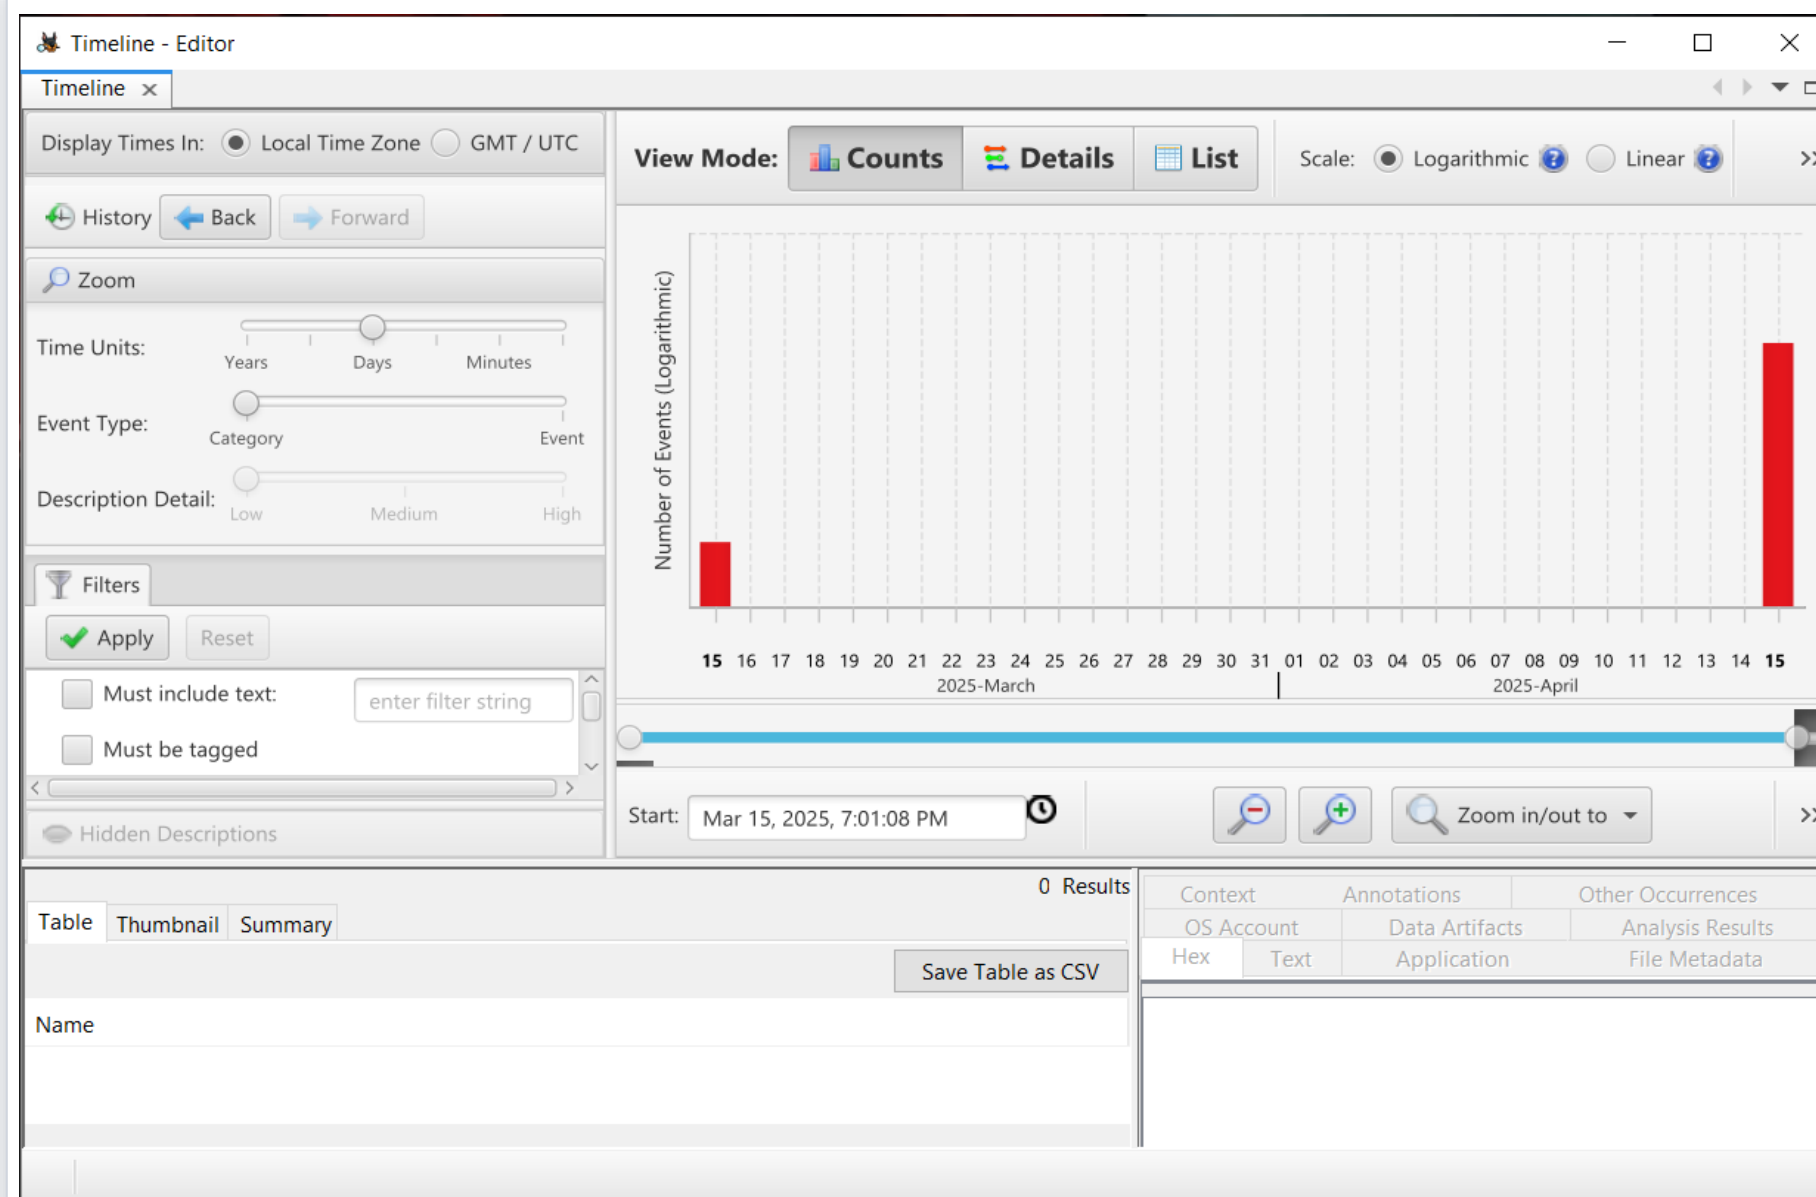 Timeline - Editor
Timeline
Display Times In: Local Time Zone GMT / UTC
History Back Forward
Zoom
Time Units:
Years Days Minutes
Event Type:
Category Event
Description Detail:
Low Medium High
Filters
Apply Reset
Must include text: enter filter string
Must be tagged
Hidden Descriptions
View Mode: Counts Details List Scale: Logarithmic Linear
Number of Events (Logarithmic)
15 16 17 18 19 20 21 22 23 24 25 26 27 28 29 30 31 01 02 03 04 05 06 07 08 09 10 11 12 13 14 15
2025-March 2025-April
Start: Mar 15, 2025, 7:01:08 PM Zoom in/out to
0 Results
Table Thumbnail Summary
Save Table as CSV
Name
Context Annotations Other Occurrences
OS Account Data Artifacts Analysis Results
Hex Text Application File Metadata